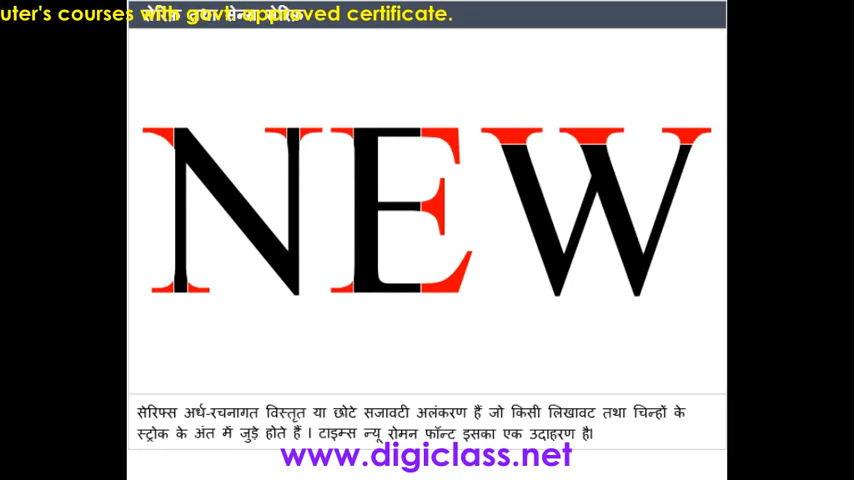 uter's courses with govt. approved certificate.
सेरिफ़ तथा सेन्स सेरिफ़
NEW
सेरिफ्स अर्ध-रचनागत विस्तृत या छोटे सजावटी अलंकरण हैं जो किसी लिखावट तथा चिन्हों के
स्ट्रोक के अंत में जुड़े होते हैं । टाइम्स न्यू रोमन फॉन्ट इसका एक उदाहरण है।
www.digiclass.net